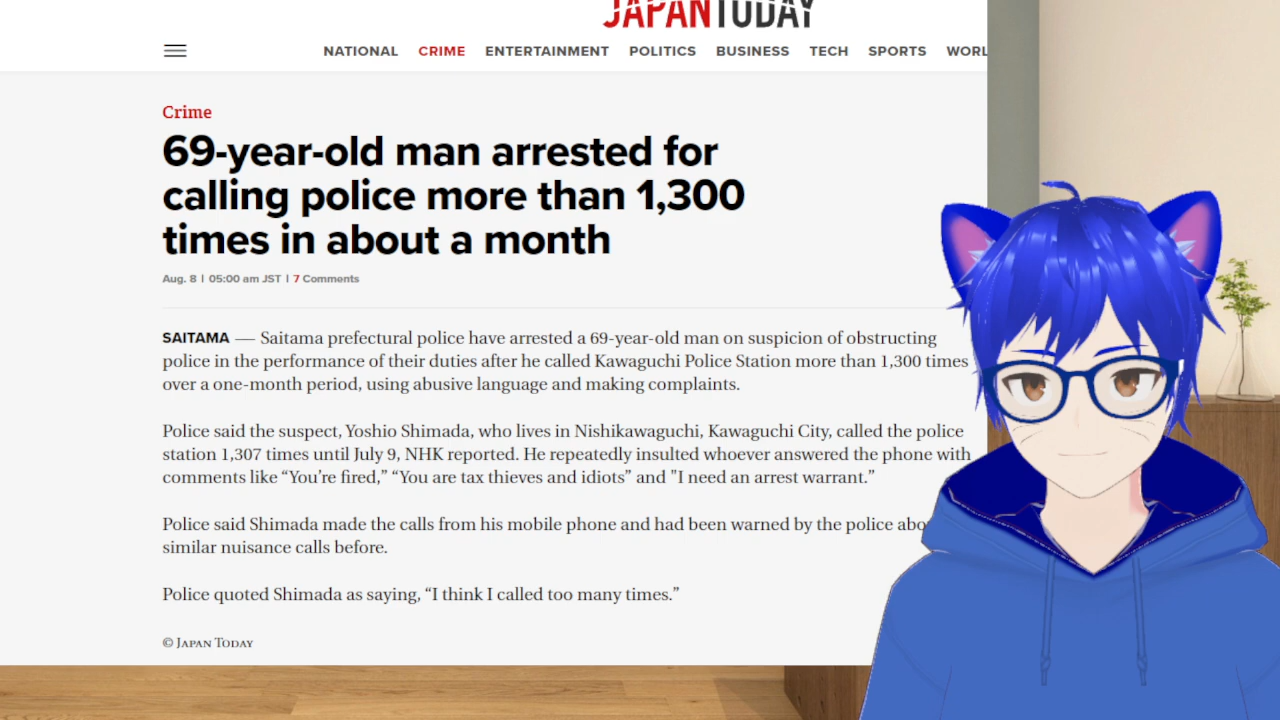 JAPANTODAY
NATIONAL CRIME ENTERTAINMENT POLITICS BUSINESS TECH SPORTS WORL
Crime
69-year-old man arrested for
calling police more than 1,300
times in about a month
Aug. 8 | 05:00 am JST | 7 Comments
SAITAMA — Saitama prefectural police have arrested a 69-year-old man on suspicion of obstructing
police in the performance of their duties after he called Kawaguchi Police Station more than 1,300 times
over a one-month period, using abusive language and making complaints.
Police said the suspect, Yoshio Shimada, who lives in Nishikawaguchi, Kawaguchi City, called the police
station 1,307 times until July 9, NHK reported. He repeatedly insulted whoever answered the phone with
comments like “You’re fired,” “You are tax thieves and idiots” and "I need an arrest warrant.”
Police said Shimada made the calls from his mobile phone and had been warned by the police abo
similar nuisance calls before.
Police quoted Shimada as saying, “I think I called too many times.”
© Japan Today